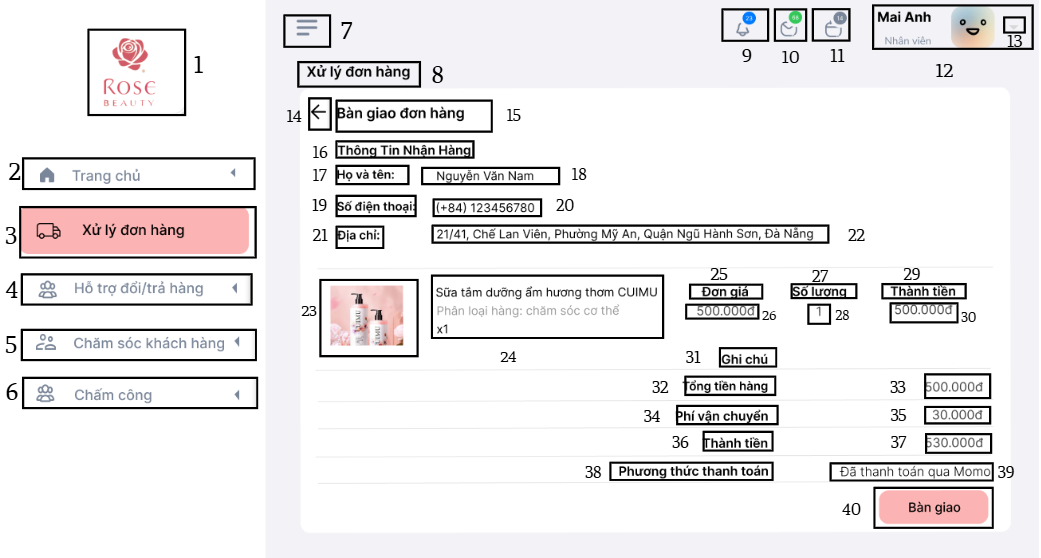 ROSE
BEAUTY
1
2 Trang chủ
3 Xử lý đơn hàng
4 Hỗ trợ đổi/trả hàng
5 Chăm sóc khách hàng
6 Chấm công
7
23 98 14
9 10 11
Mai Anh
Nhân viên
13
12
Xử lý đơn hàng 8
14 Bàn giao đơn hàng 15
16 Thông Tin Nhận Hàng
17 Họ và tên: Nguyễn Văn Nam 18
19 Số điện thoại: (+84) 123456780 20
21 Địa chỉ: 21/41, Chế Lan Viên, Phường Mỹ An, Quận Ngũ Hành Sơn, Đà Nẵng 22
23 CUIMU CUIMU
Sữa tắm dưỡng ẩm hương thơm CUIMU
Phân loại hàng: chăm sóc cơ thể
x1
24
25 27 29
Đơn giá Số lượng Thành tiền
500.000đ 26 1 28 500.000đ 30
31 Ghi chú
32 Tổng tiền hàng 33 500.000đ
34 Phí vận chuyển 35 30.000đ
36 Thành tiền 37 530.000đ
38 Phương thức thanh toán Đã thanh toán qua Momo 39
40 Bàn giao